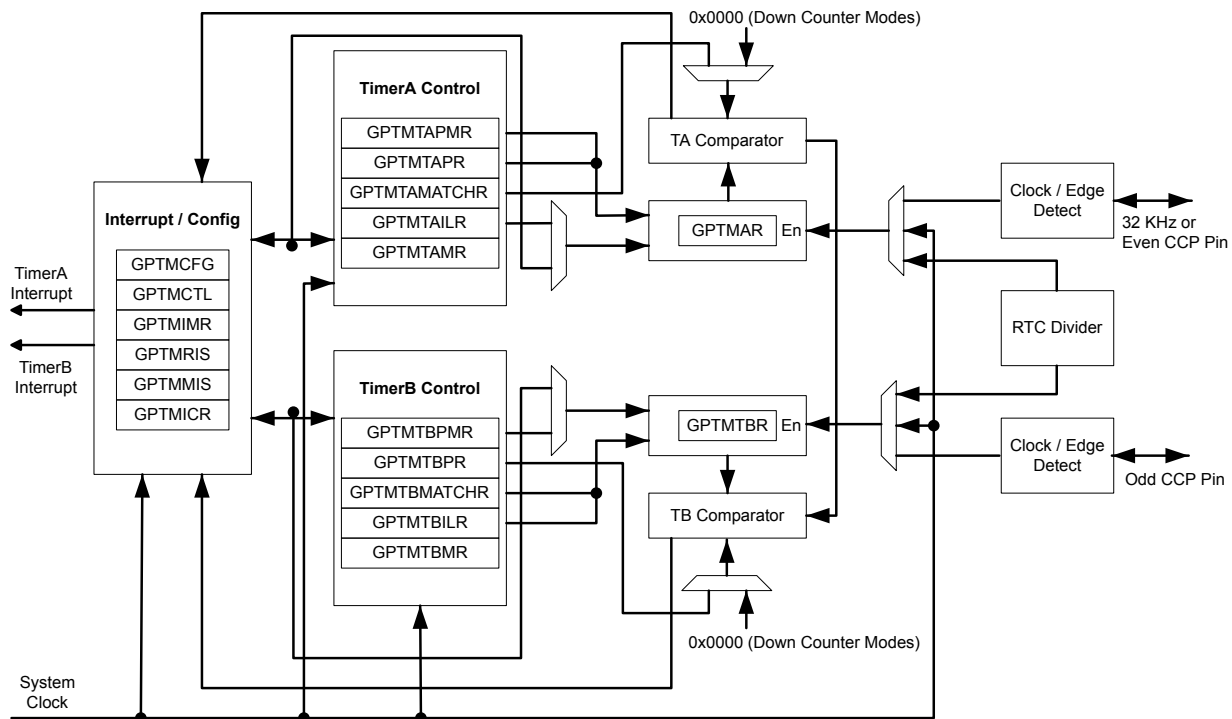 0x0000 (Down Counter Modes)
TimerA Control
GPTMTAPMR
GPTMTAPR
GPTMTAMATCHR
GPTMTAILR
GPTMTAMR
TA Comparator
GPTMAR
En
Clock / Edge
Detect
32 KHz or
Even CCP Pin
Interrupt / Config
GPTMCFG
GPTMCTL
GPTMIMR
GPTMRIS
GPTMMIS
GPTMICR
TimerA
Interrupt
TimerB
Interrupt
RTC Divider
TimerB Control
GPTMTBPMR
GPTMTBPR
GPTMTBMATCHR
GPTMTBILR
GPTMTBMR
GPTMTBR
En
TB Comparator
Clock / Edge
Detect
Odd CCP Pin
0x0000 (Down Counter Modes)
System
Clock